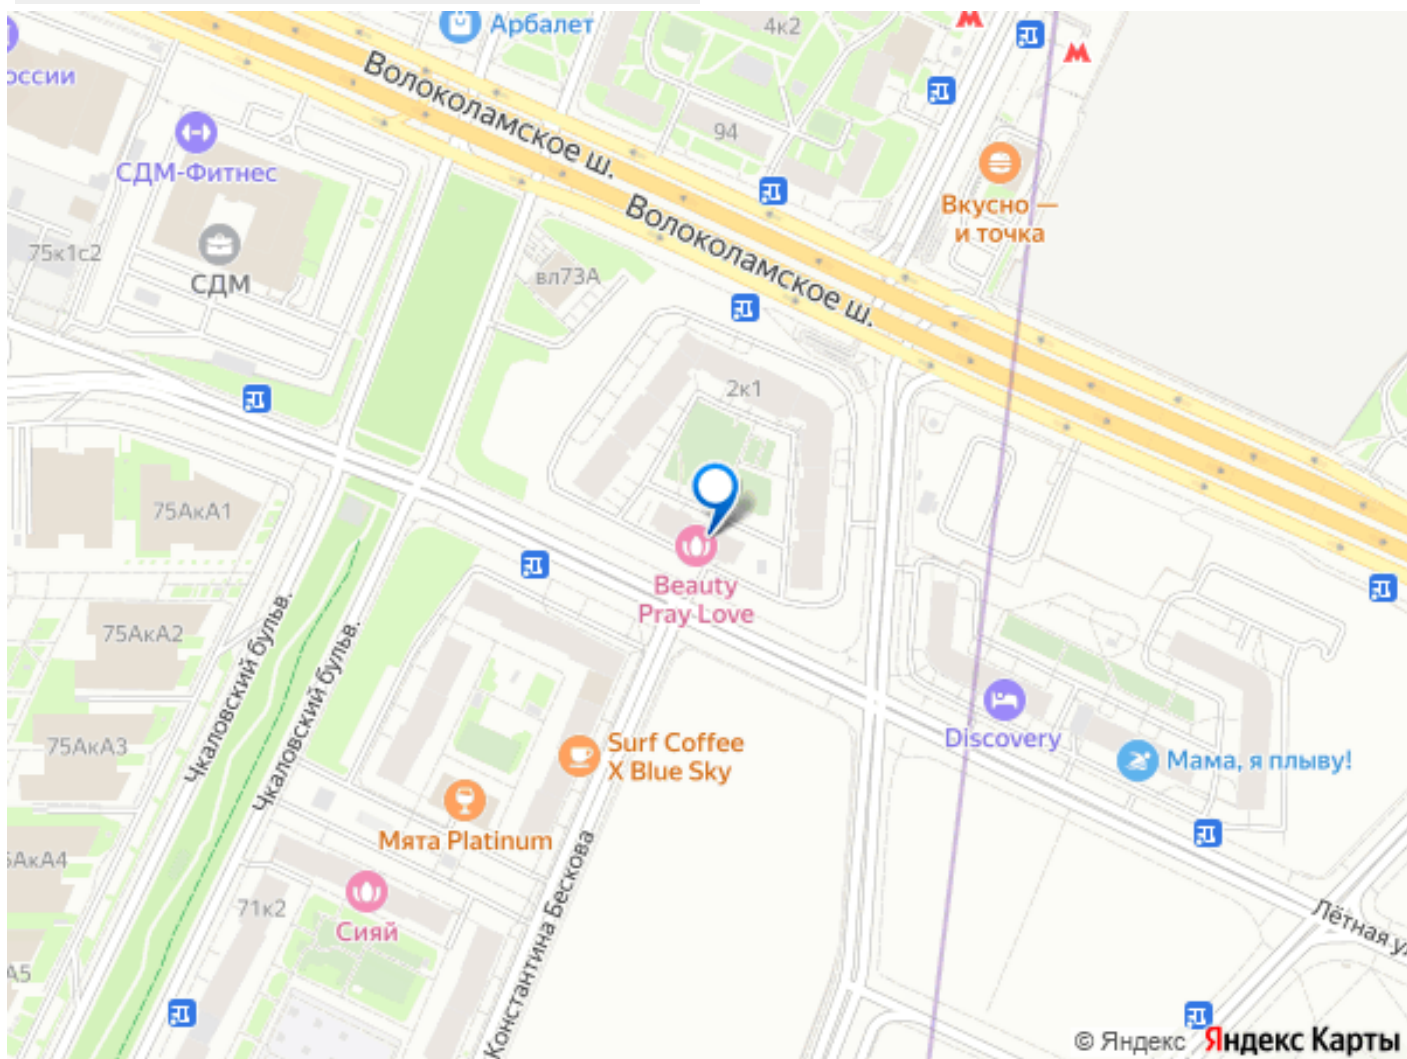 Арбалет
4к2
М
М
оссии
Волоколамское ш.
94
СДМ-Фитнес
Вкусно —
и точка
Волоколамское ш.
75к1с2
СДМ
вл73А
2к1
75АкА1
Beauty
Pray Love
75АкА2
Чкаловский бульв.
Чкаловский бульв.
75АкА3
Surf Coffee
X Blue Sky
Discovery
Мама, я плыву!
Мята Platinum
АкА4
71к2
Сияй
Константина Бескова
Лётная ул
А5
© Яндекс Яндекс Карты